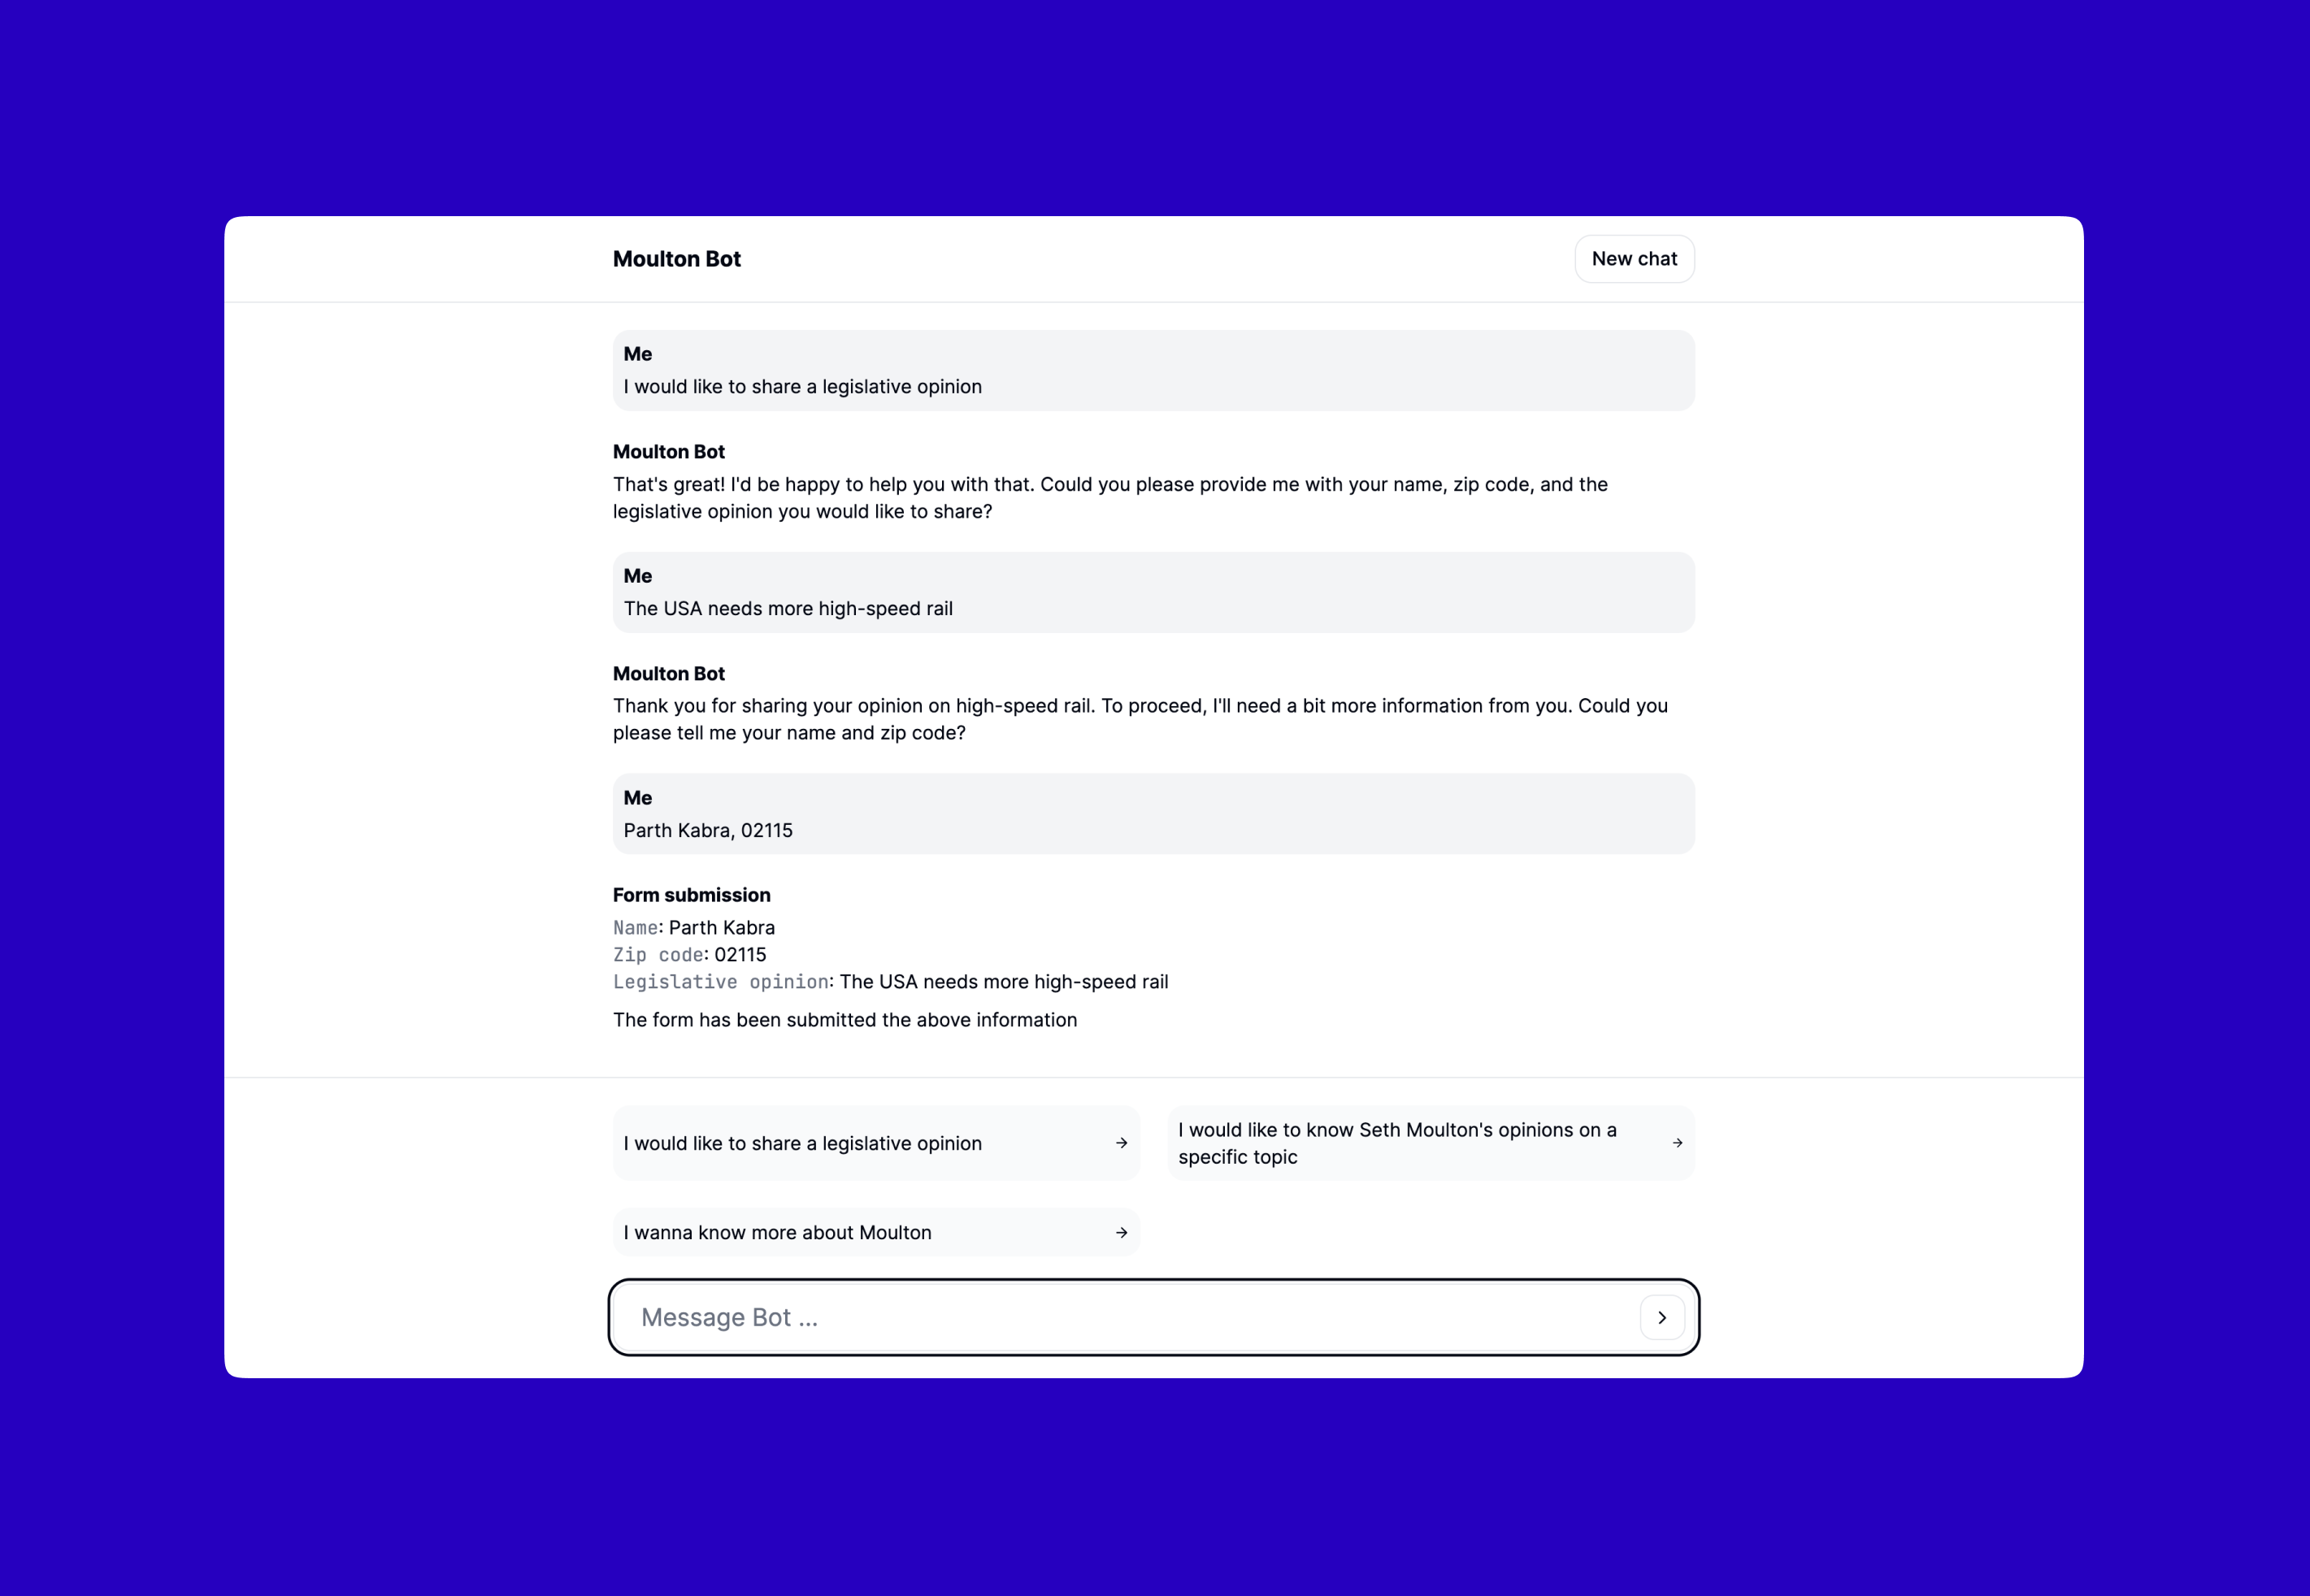 Moulton Bot
New chat
Me
I would like to share a legislative opinion
Moulton Bot
That's great! I'd be happy to help you with that. Could you please provide me with your name, zip code, and the
legislative opinion you would like to share?
Me
The USA needs more high-speed rail
Moulton Bot
Thank you for sharing your opinion on high-speed rail. To proceed, I'll need a bit more information from you. Could you
please tell me your name and zip code?
Me
Parth Kabra, 02115
Form submission
Name: Parth Kabra
Zip code: 02115
Legislative opinion: The USA needs more high-speed rail
The form has been submitted the above information
I would like to share a legislative opinion
I would like to know Seth Moulton's opinions on a
specific topic
I wanna know more about Moulton
Message Bot ...